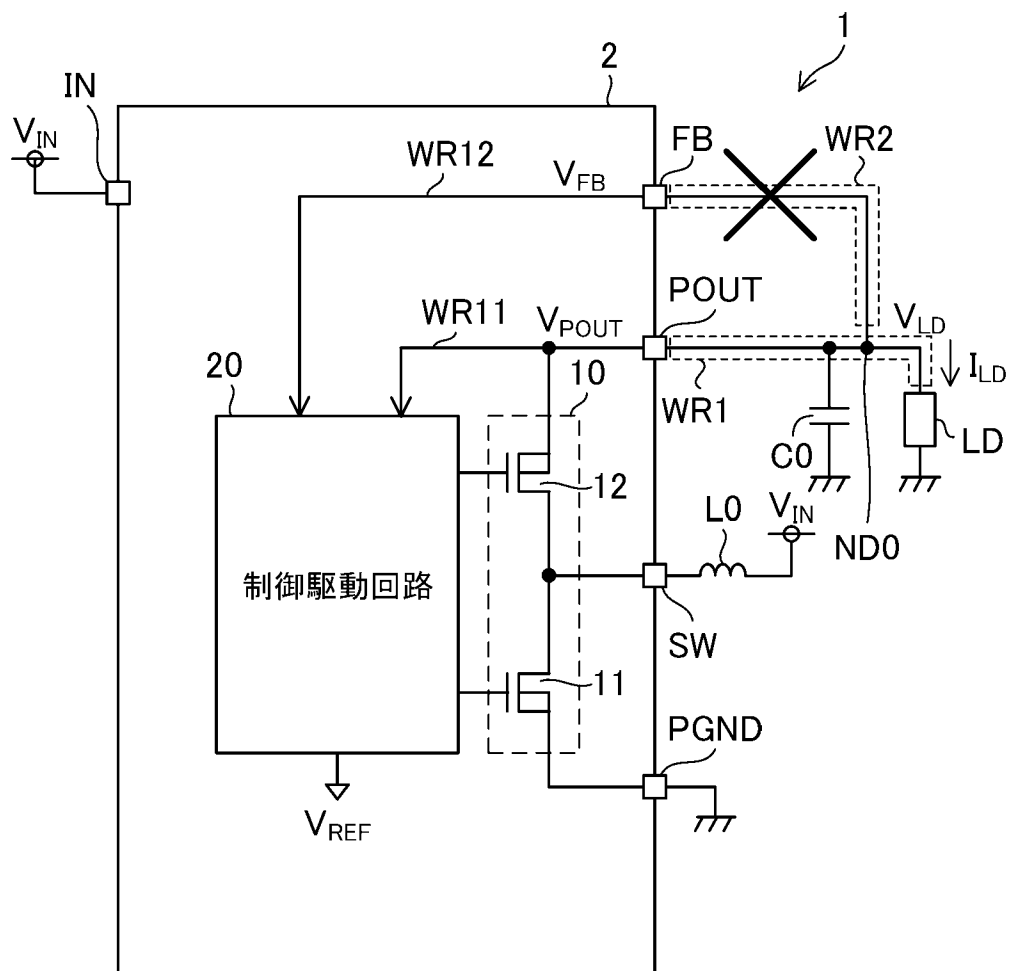 1
2
IN
V_IN
WR12
V_FB
FB
WR2
POUT
WR11
V_POUT
V_LD
I_LD
20
10
WR1
C0
LD
12
L0
V_IN
ND0
制御駆動回路
SW
11
PGND
V_REF